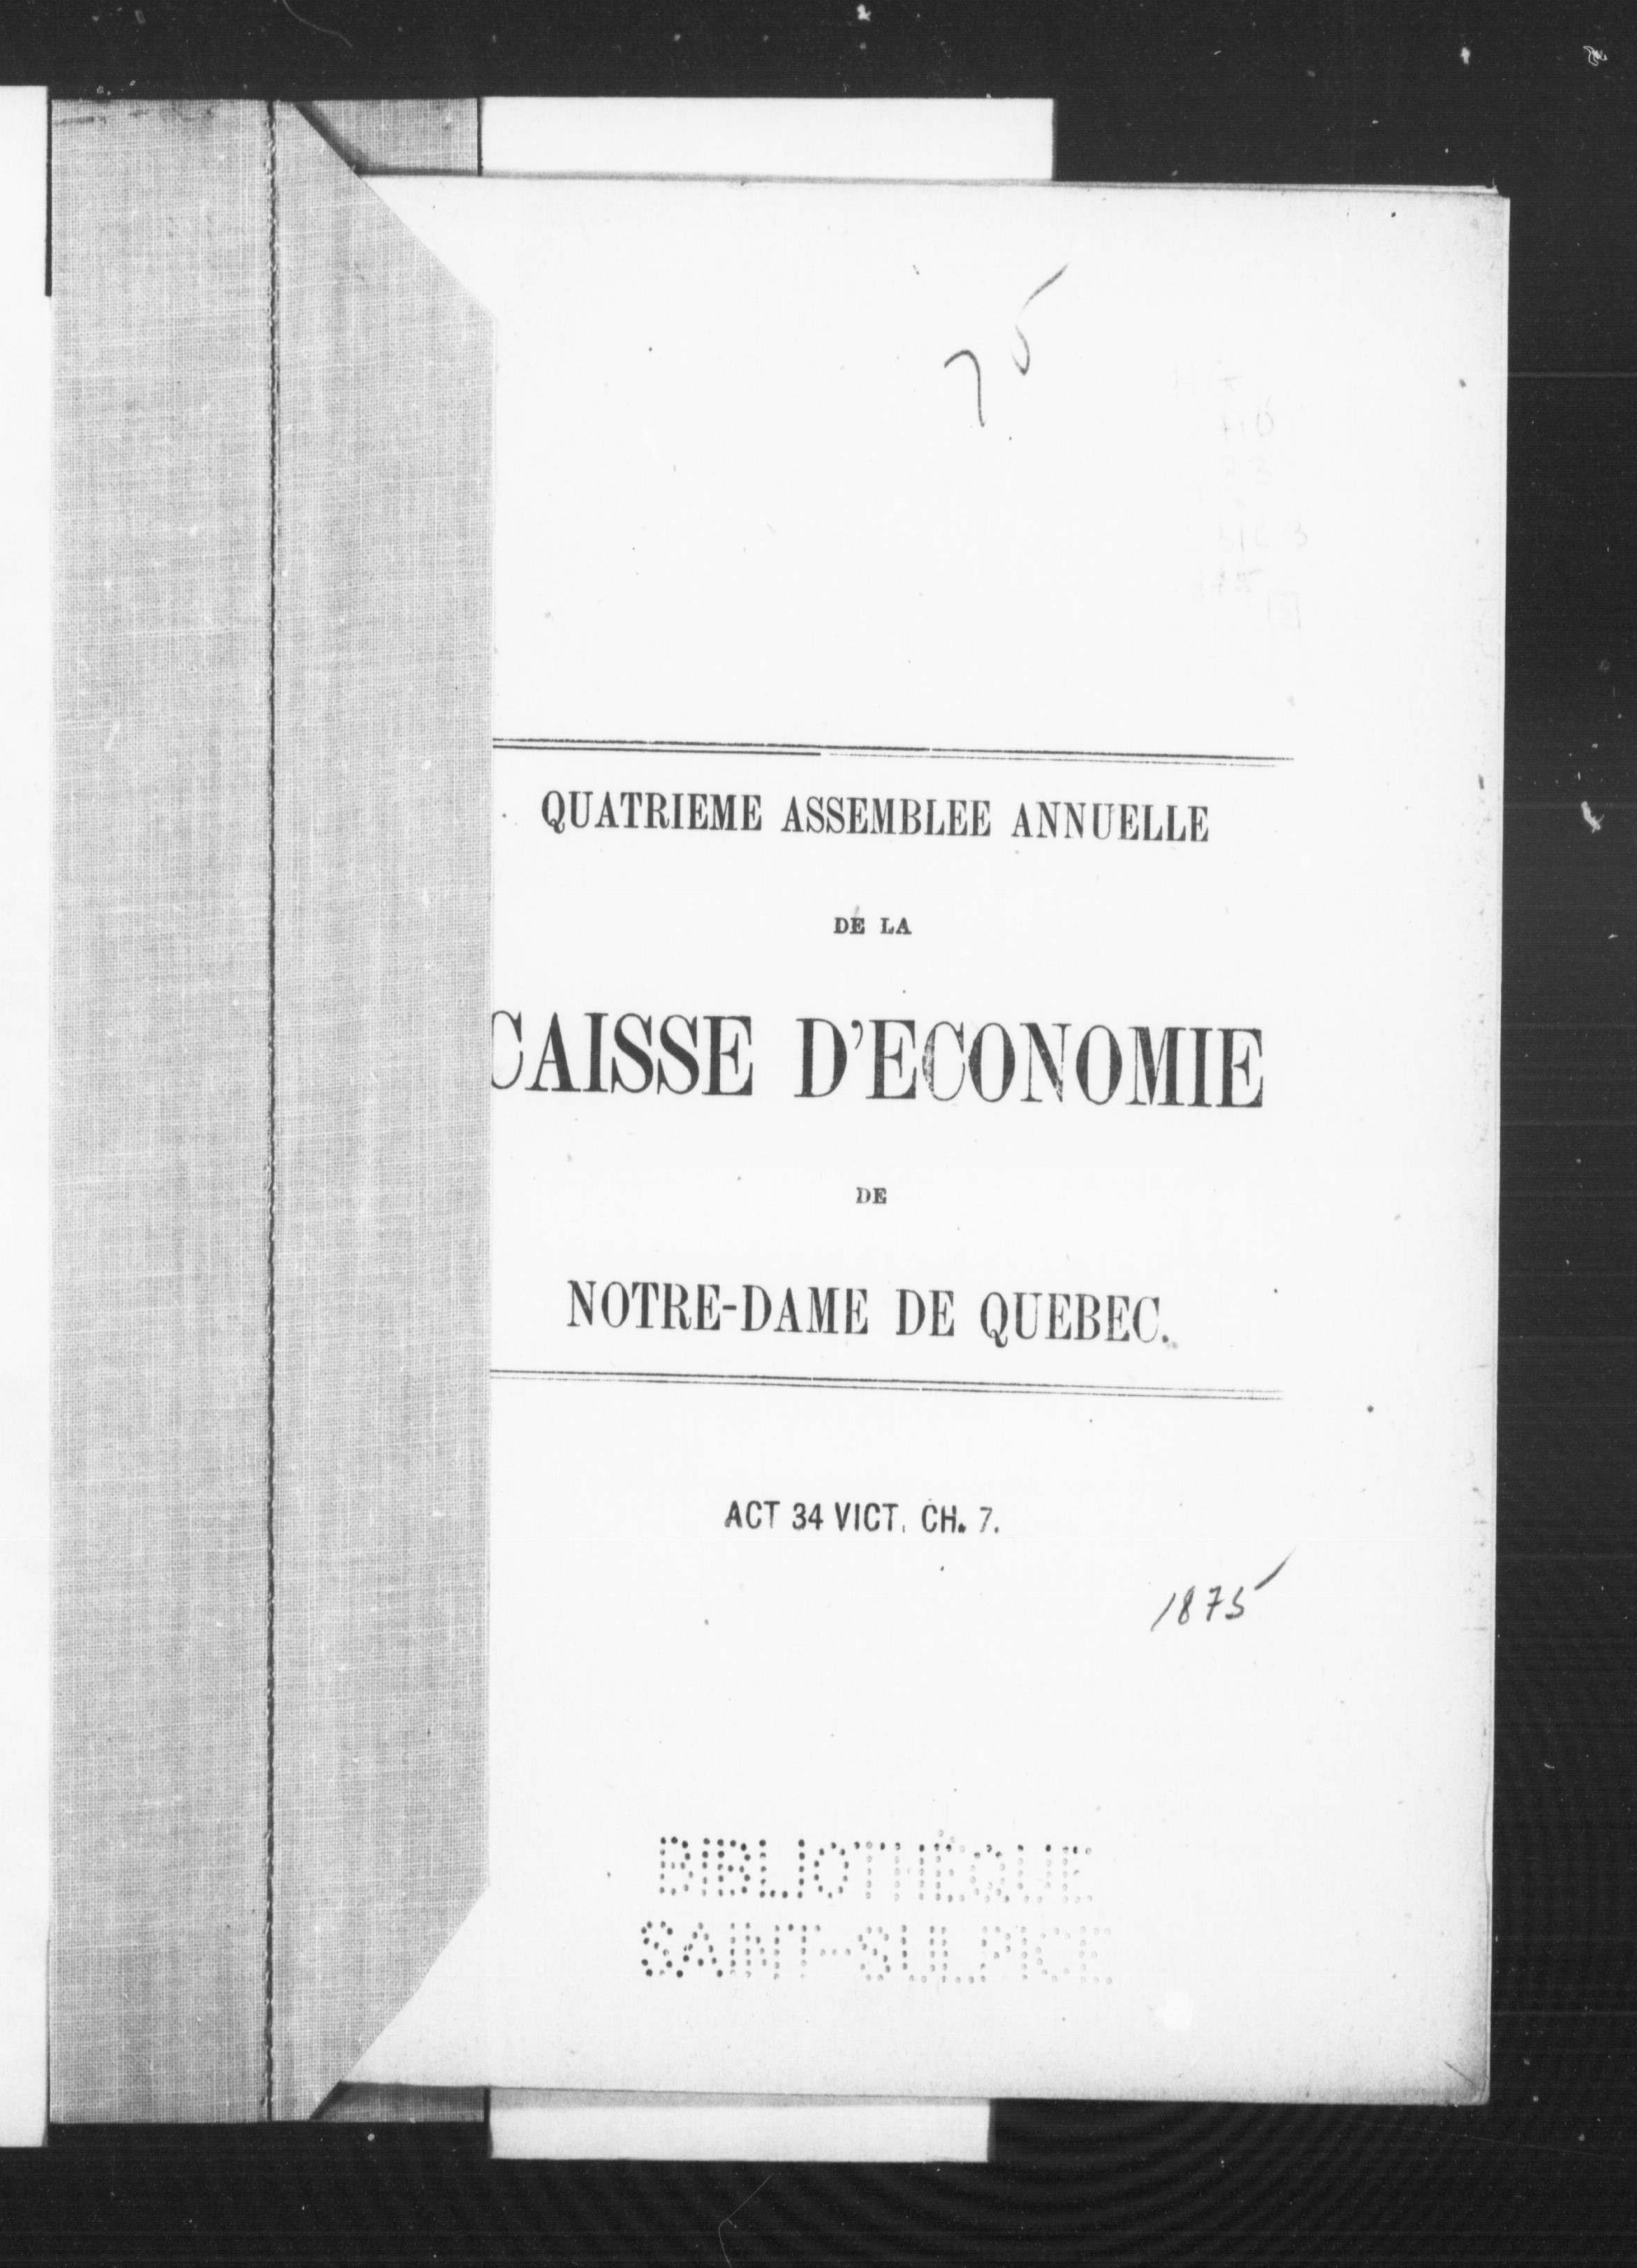 75
QUATRIEME ASSEMBLEE ANNUELLE
DE LA
CAISSE D'ECONOMIE
DE
NOTRE-DAME DE QUEBEC.
ACT 34 VICT. CH. 7.
1875
BIBLIOTHÈQUE
SAINT-SULPICE